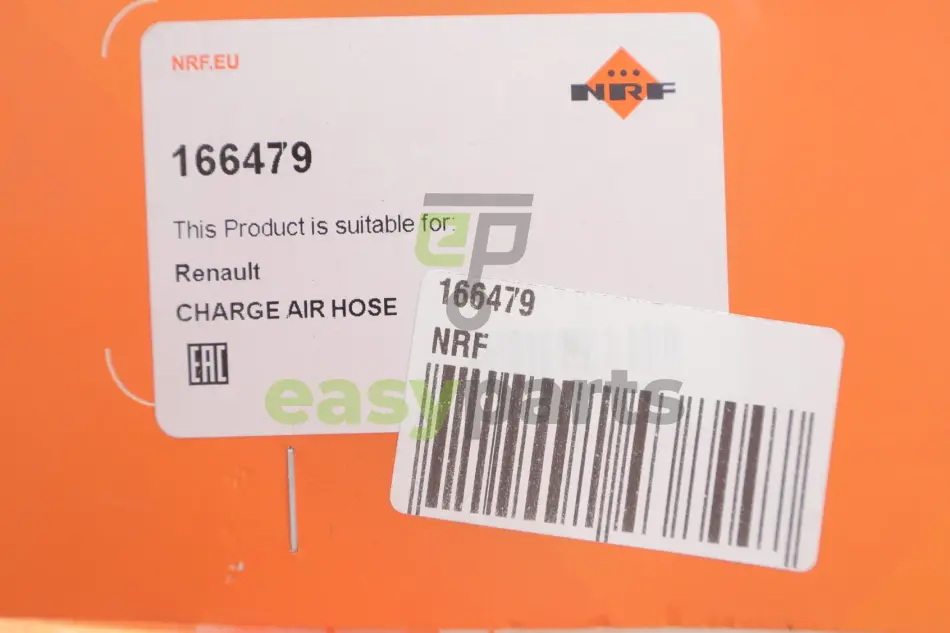 NRF.EU
NRF
166479
This Product is suitable for:
Renault
CHARGE AIR HOSE
EAC
166479
NRF
easyparts